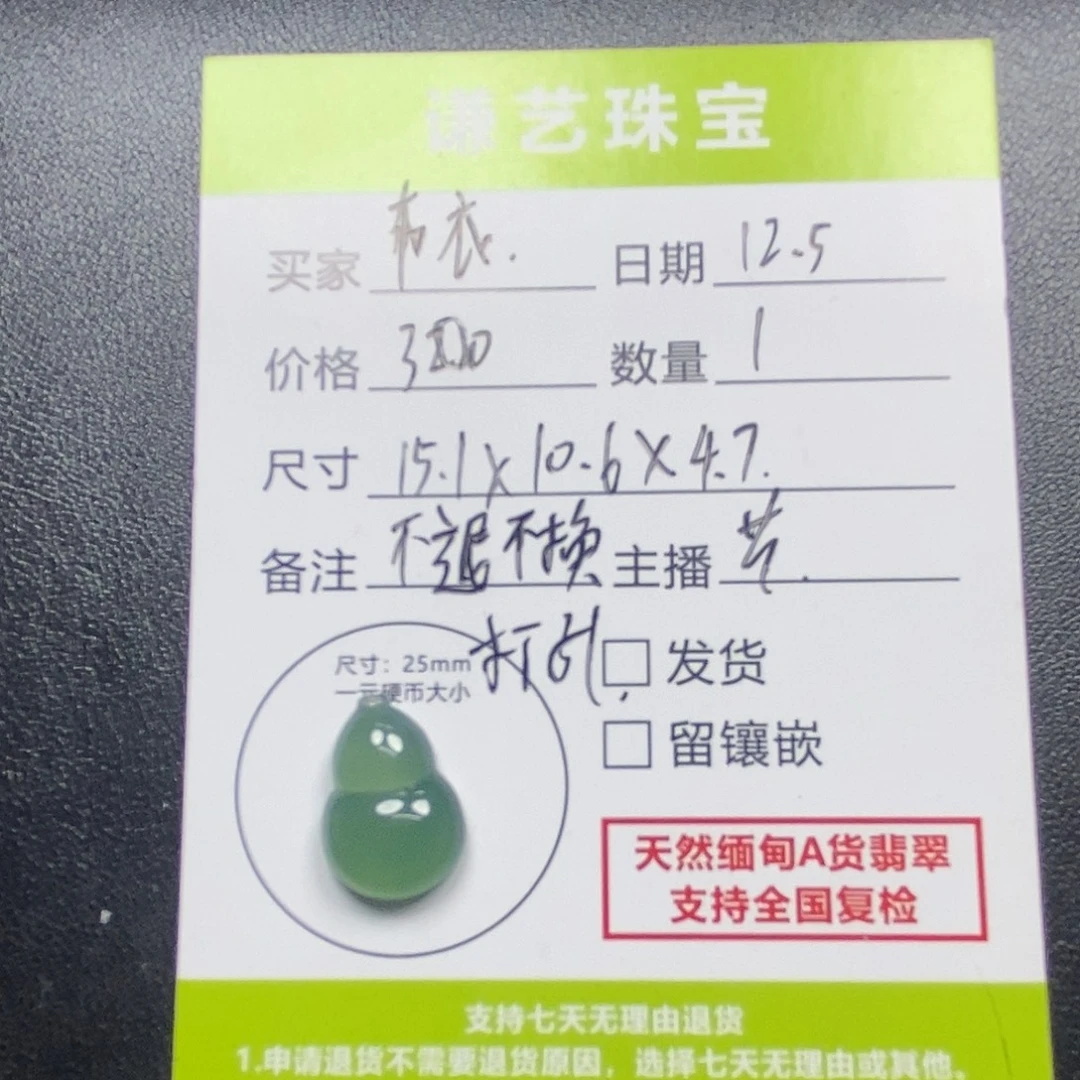 谦艺珠宝
买家 布衣. 日期 12.5
价格 数量 1
尺寸 15.1X10.6X4.7.
备注 不退不换 主播 艺.
打孔.
尺寸：25mm □ 发货
一元硬币大小
□ 留镶嵌
天然缅甸A货翡翠
支持全国复检
支持七天无理由退货
1.申请退货不需要退货原因，选择七天无理由或其他。